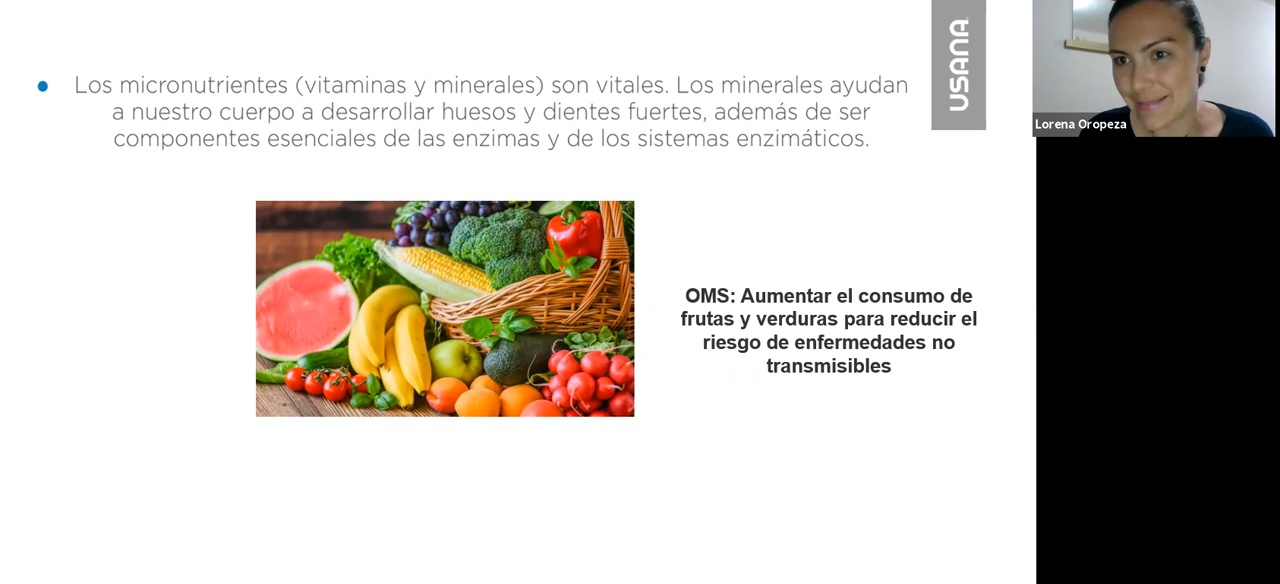 Los micronutrientes (vitaminas y minerales) son vitales. Los minerales ayudan
a nuestro cuerpo a desarrollar huesos y dientes fuertes, además de ser
componentes esenciales de las enzimas y de los sistemas enzimáticos.
USANA
Lorena Oropeza
OMS: Aumentar el consumo de
frutas y verduras para reducir el
riesgo de enfermedades no
transmisibles